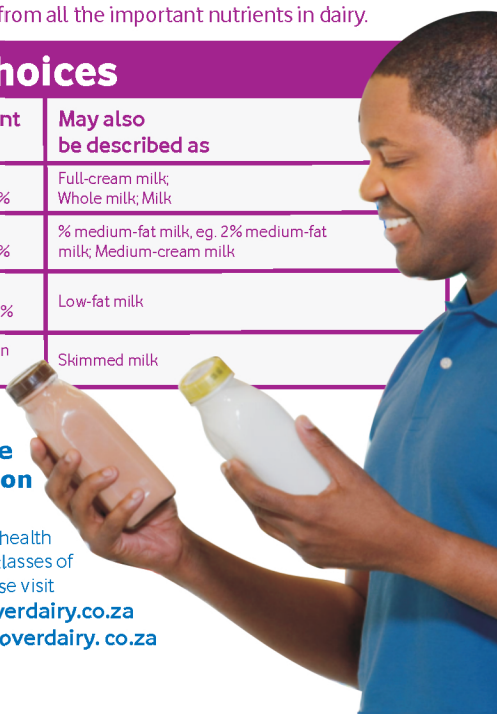 from all the important nutrients in dairy.
hoices
nt
May also
be described as
%
Full-cream milk;
Whole milk; Milk
%
% medium-fat milk, eg. 2% medium-fat
milk; Medium-cream milk
%
Low-fat milk
n
Skimmed milk
e
on
health
lasses of
se visit
verdairy.co.za
overdairy. co.za